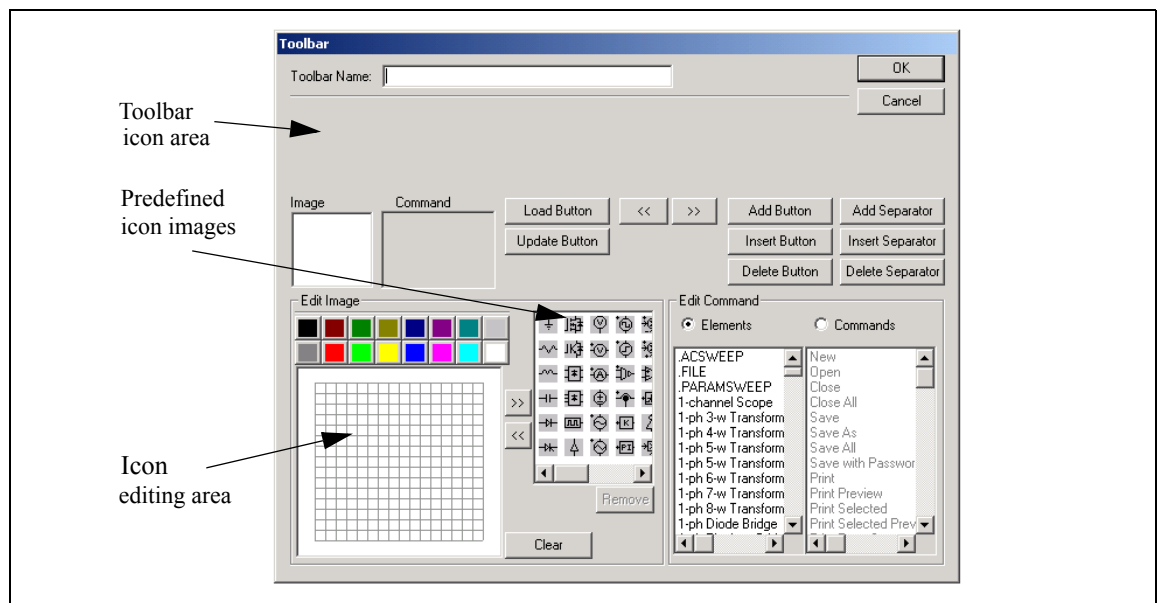 Toolbar
Toolbar Name:
OK
Cancel
Toolbar
icon area
Predefined
icon images
Image
Command
Load Button
<<
>>
Add Button
Add Separator
Update Button
Insert Button
Insert Separator
Delete Button
Delete Separator
Edit Image
>>
<<
K
PI
Remove
Clear
Icon
editing area
Edit Command
Elements
Commands
.ACSWEEP
.FILE
.PARAMSWEEP
1-channel Scope
1-ph 3-w Transform
1-ph 4-w Transform
1-ph 5-w Transform
1-ph 5-w Transform
1-ph 6-w Transform
1-ph 7-w Transform
1-ph 8-w Transform
1-ph Diode Bridge
New
Open
Close
Close All
Save
Save As
Save All
Save with Passwor
Print
Print Preview
Print Selected
Print Selected Prev